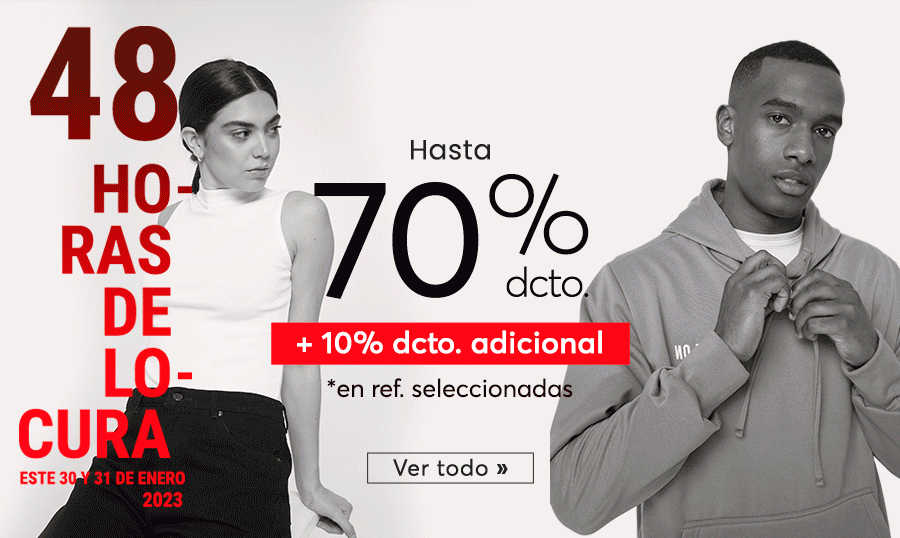 48
HO-
RAS
DE
LO-
CURA
ESTE 30 Y 31 DE ENERO
2023
Hasta
70%
dcto.
+ 10% dcto. adicional
*en ref. seleccionadas
Ver todo »